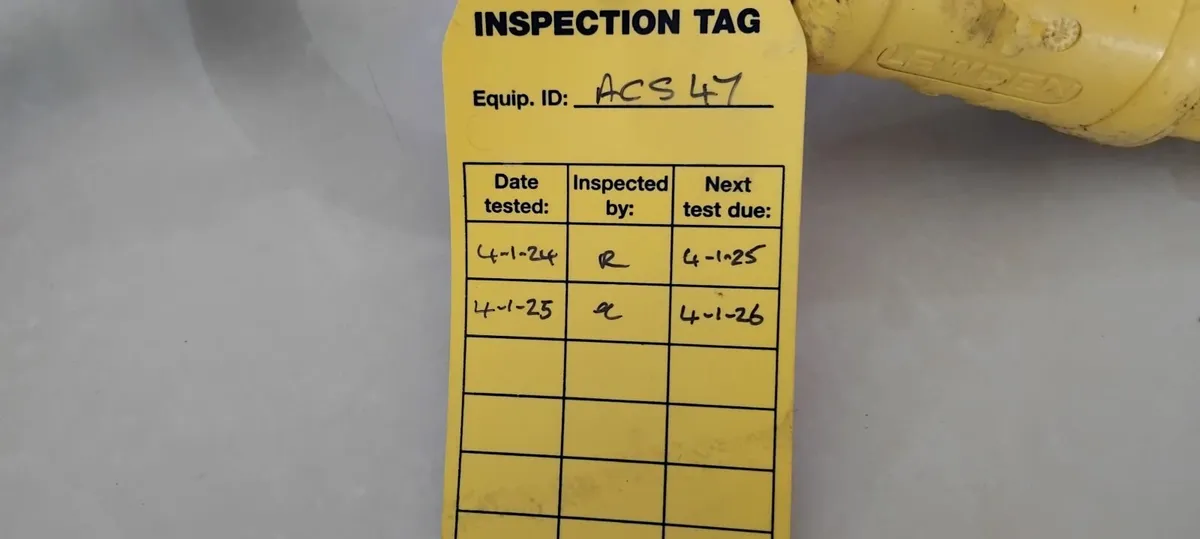 INSPECTION TAG
Equip. ID: ACS 47
Date tested: Inspected by: Next test due:
4-1-24 R 4-1-25
4-1-25 4-1-26
LEWDEN